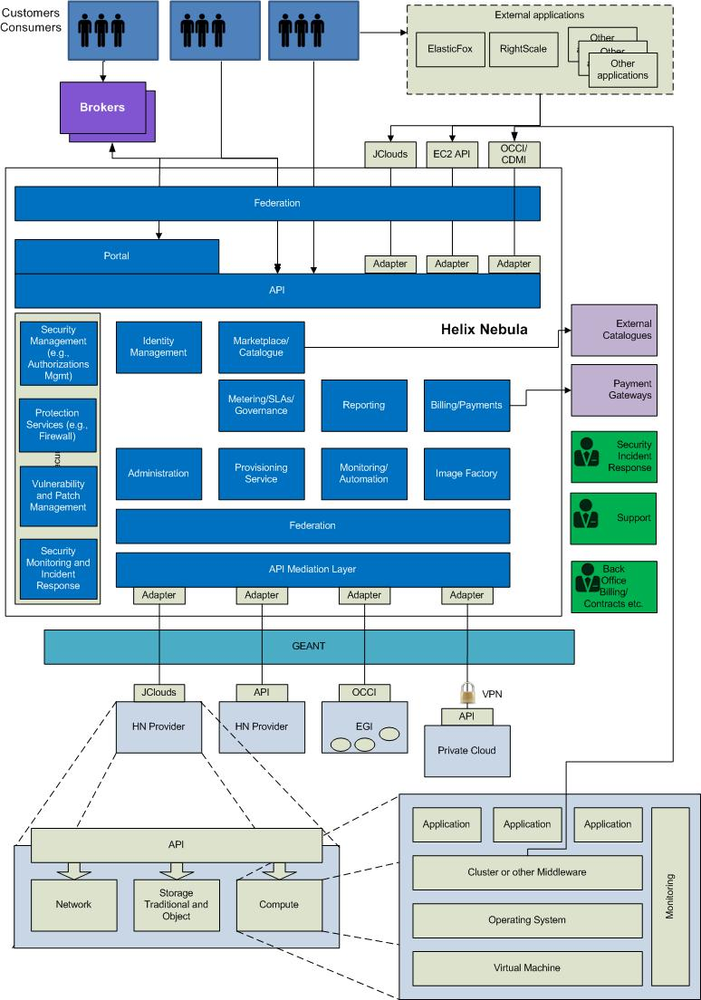 Customers
Consumers
External applications
ElasticFox
RightScale
Other
Other
Other
applications
Brokers
JClouds
EC2 API
OCCI/
CDMI
Federation
Portal
Adapter
Adapter
Adapter
API
Helix Nebula
Security
Management
(e.g.,
Authorizations
Mgmt)
Identity
Management
Marketplace/
Catalogue
External
Catalogues
Protection
Services (e.g.,
Firewall)
Metering/SLAs/
Governance
Reporting
Billing/Payments
Payment
Gateways
Vulnerability
and Patch
Management
Administration
Provisioning
Service
Monitoring/
Automation
Image Factory
Security
Incident
Response
Federation
Support
Security
Monitoring and
Incident
Response
API Mediation Layer
Back
Office
Billing/
Contracts etc.
Adapter
Adapter
Adapter
Adapter
GEANT
JClouds
API
OCCI
VPN
API
HN Provider
HN Provider
EGI
Private Cloud
API
Network
Storage
Traditional and
Object
Compute
Application
Application
Application
Cluster or other Middleware
Operating System
Virtual Machine
Monitoring